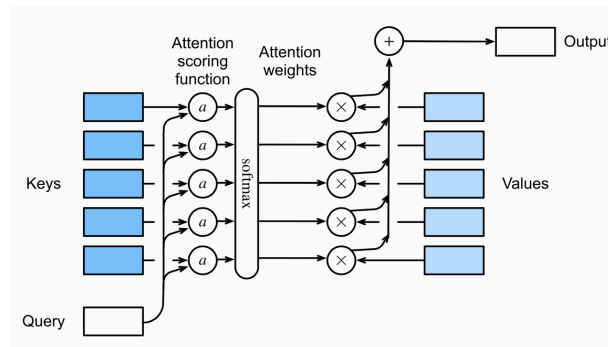 Attention
scoring
function
Attention
weights
+
Output
Keys
a
a
a
a
a
softmax
×
×
×
×
×
Values
Query